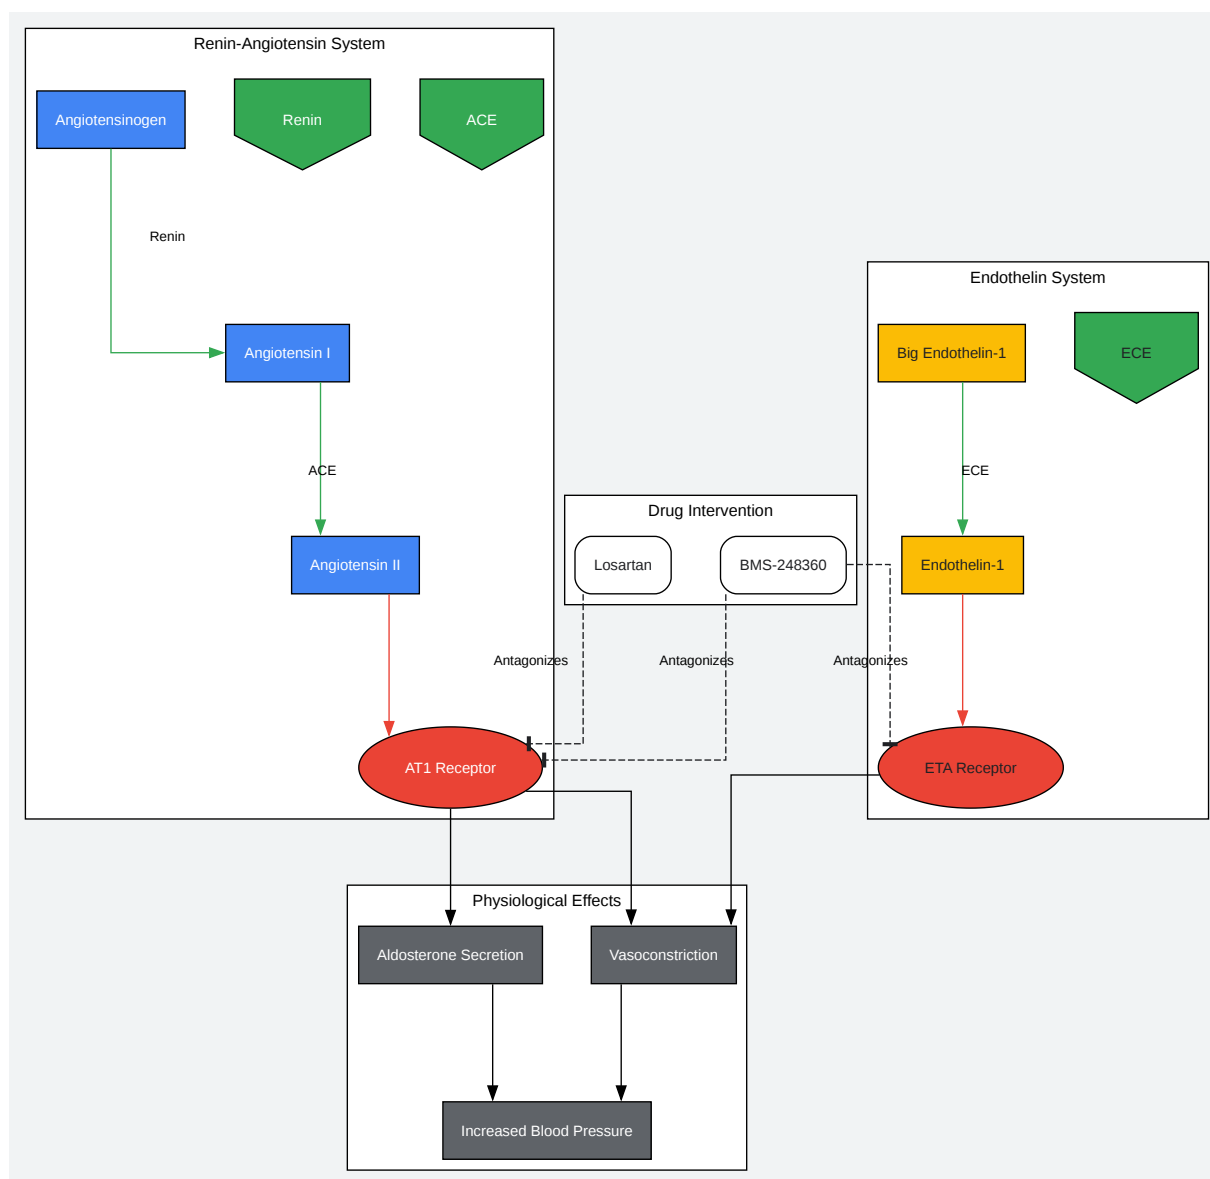 Renin-Angiotensin System
Angiotensinogen
Renin
ACE
Renin
Angiotensin I
ACE
Angiotensin II
AT1 Receptor
Endothelin System
Big Endothelin-1
ECE
ECE
Endothelin-1
ETA Receptor
Drug Intervention
Losartan
BMS-248360
Antagonizes
Antagonizes
Antagonizes
Physiological Effects
Aldosterone Secretion
Vasoconstriction
Increased Blood Pressure